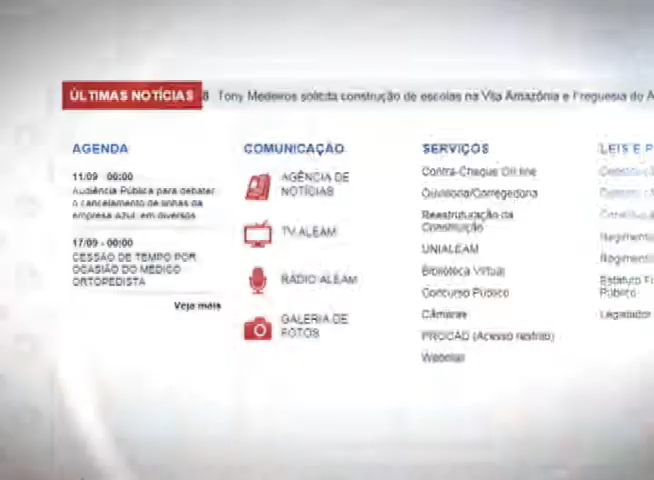 ÚLTIMAS NOTÍCIAS 8 Tony Medeiros solicita construção de escolas na Vila Amazônia e Freguesia do A
AGENDA
11/09 - 00:00
Audiência Pública para debater
o cancelamento de linhas da
empresa Azul, em diversos
17/09 - 00:00
CESSÃO DE TEMPO POR
OCASIÃO DO MÉDICO
ORTOPEDISTA
Veja mais
COMUNICAÇÃO
AGÊNCIA DE
NOTÍCIAS
TV ALEAM
RÁDIO ALEAM
GALERIA DE
FOTOS
SERVIÇOS
Contra-Cheque On line
Ouvidoria/Corregedoria
Reestruturação da
Constituição
UNIALEAM
Biblioteca Virtual
Concurso Público
Câmaras
PROCAD (Acesso restrito)
Webmail
LEIS E P
Regiment
Regiment
Estatuto F
Público
Legislador